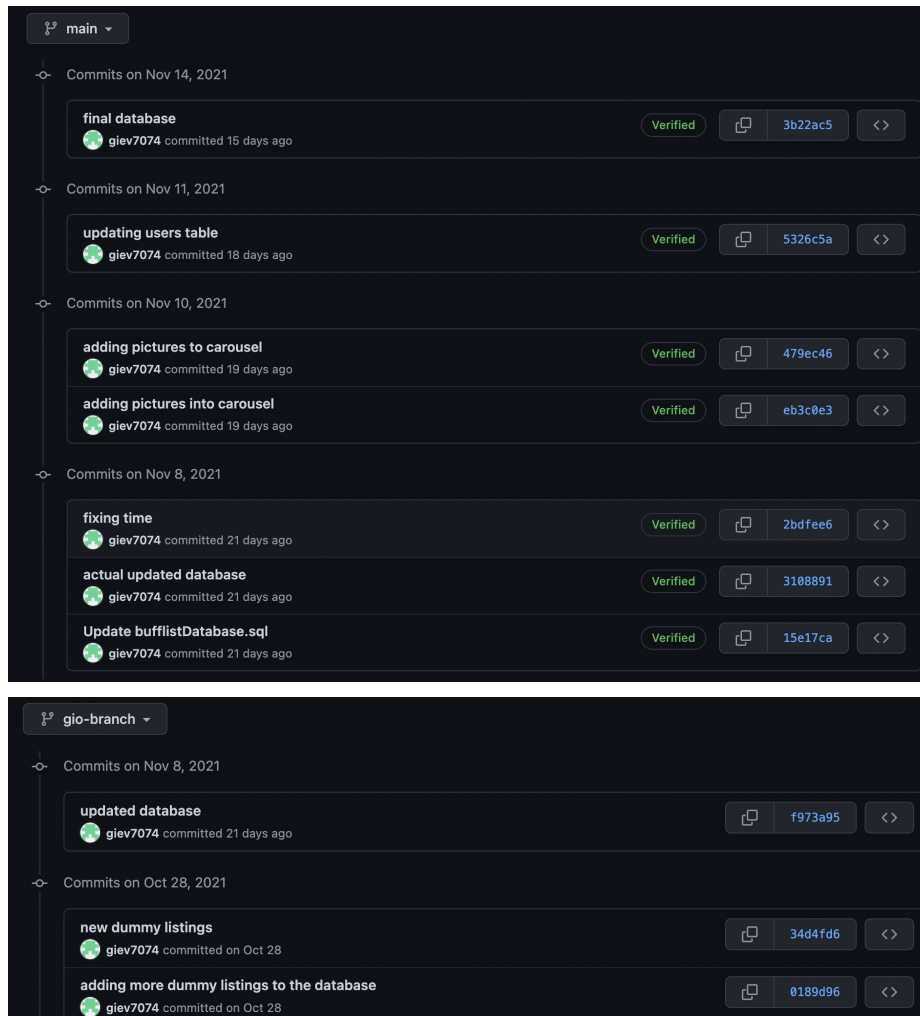 main
Commits on Nov 14, 2021
final database
giev7074 committed 15 days ago
Verified
3b22ac5
Commits on Nov 11, 2021
updating users table
giev7074 committed 18 days ago
Verified
5326c5a
Commits on Nov 10, 2021
adding pictures to carousel
giev7074 committed 19 days ago
Verified
479ec46
adding pictures into carousel
giev7074 committed 19 days ago
Verified
eb3c0e3
Commits on Nov 8, 2021
fixing time
giev7074 committed 21 days ago
Verified
2bdfee6
actual updated database
giev7074 committed 21 days ago
Verified
3108891
Update bufflistDatabase.sql
giev7074 committed 21 days ago
Verified
15e17ca
gio-branch
Commits on Nov 8, 2021
updated database
giev7074 committed 21 days ago
f973a95
Commits on Oct 28, 2021
new dummy listings
giev7074 committed on Oct 28
34d4fd6
adding more dummy listings to the database
giev7074 committed on Oct 28
0189d96